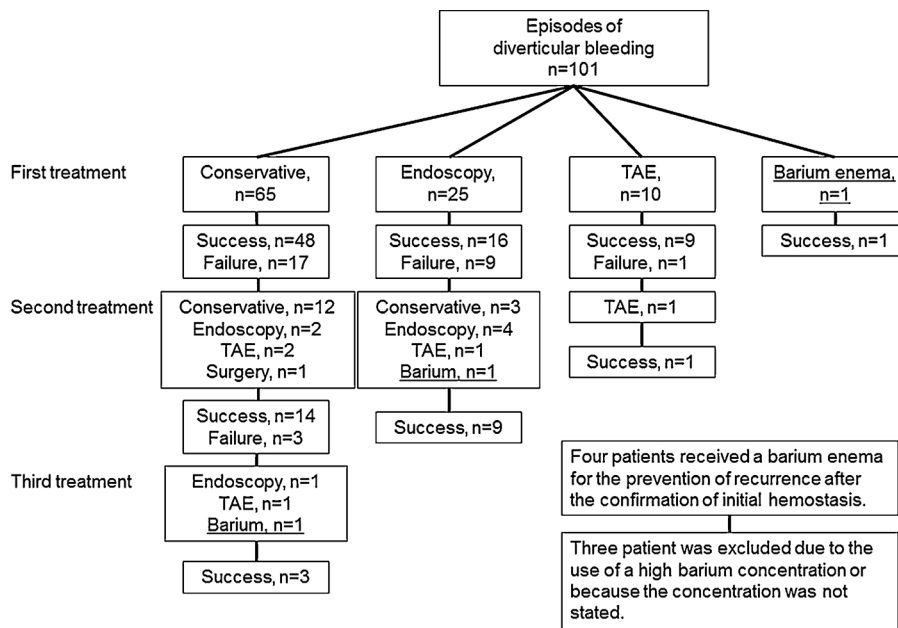 Episodes of
diverticular bleeding
n=101
First treatment
Conservative,
n=65
Endoscopy,
n=25
TAE,
n=10
Barium enema,
n=1
Success, n=48
Failure, n=17
Success, n=16
Failure, n=9
Success, n=9
Failure, n=1
Success, n=1
Second treatment
Conservative, n=12
Endoscopy, n=2
TAE, n=2
Surgery, n=1
Conservative, n=3
Endoscopy, n=4
TAE, n=1
Barium, n=1
TAE, n=1
Success, n=1
Success, n=14
Failure, n=3
Success, n=9
Third treatment
Endoscopy, n=1
TAE, n=1
Barium, n=1
Success, n=3
Four patients received a barium enema
for the prevention of recurrence after
the confirmation of initial hemostasis.
Three patient was excluded due to the
use of a high barium concentration or
because the concentration was not
stated.